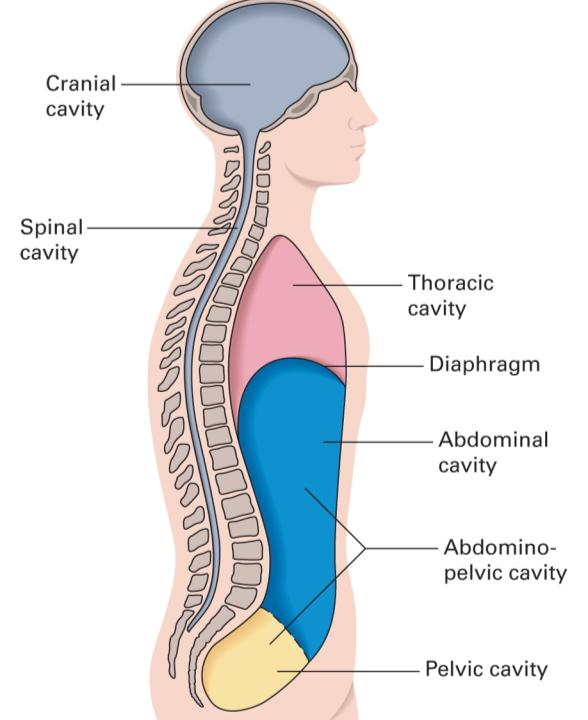 Cranial
cavity
Spinal
cavity
Thoracic
cavity
Diaphragm
Abdominal
cavity
Abdomino-
pelvic cavity
Pelvic cavity